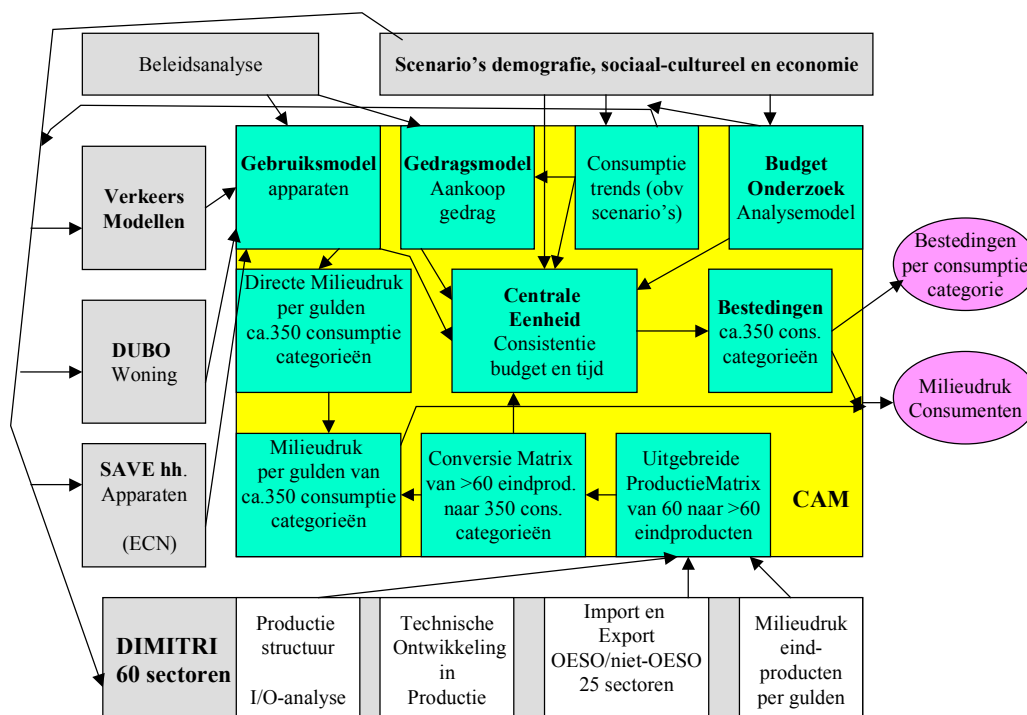 Beleidsanalyse
Scenario's demografie, sociaal-cultureel en economie
Verkeers
Modellen
DUBO
Woning
SAVE hh.
Apparaten
(ECN)
Gebruiksmodel
apparaten
Gedragsmodel
Aankoop
gedrag
Consumptie
trends (obv
scenario's)
Budget
Onderzoek
Analysemodel
Directe Milieudruk
per gulden
ca.350 consumptie
categorieën
Centrale
Eenheid
Consistentie
budget en tijd
Bestedingen
ca.350 cons.
categorieën
Milieudruk
per gulden van
ca.350 consumptie
categorieën
Conversie Matrix
van >60 eindprod.
naar 350 cons.
categorieën
Uitgebreide
ProductieMatrix
van 60 naar >60
eindproducten
CAM
Bestedingen
per consumptie
categorie
Milieudruk
Consumenten
DIMITRI
60 sectoren
Productie
structuur
I/O-analyse
Technische
Ontwikkeling
in
Productie
Import en
Export
OESO/niet-OESO
25 sectoren
Milieudruk
eind-
producten
per gulden